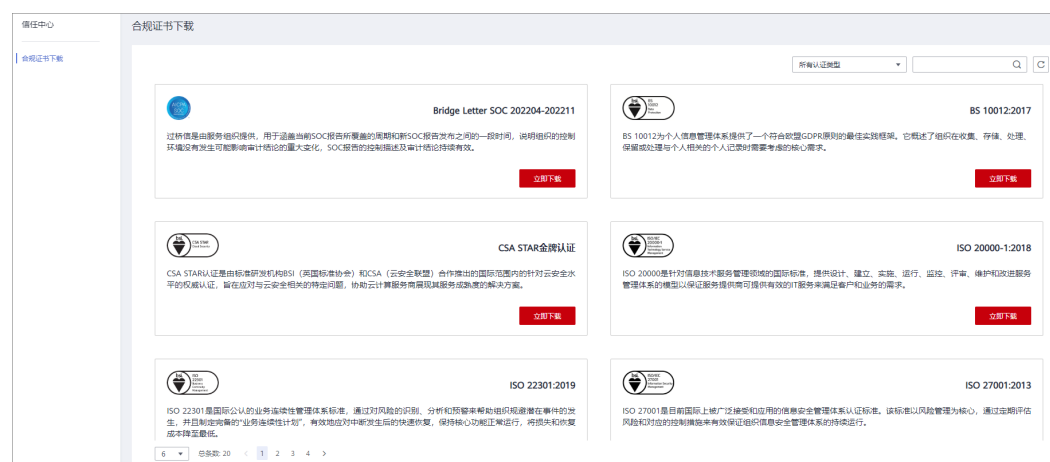 信任中心
合规证书下载
合规证书下载
所有认证类型
Bridge Letter SOC 202204-202211
过桥信是由服务组织提供，用于涵盖当前SOC报告所覆盖的周期和新SOC报告发布之间的一段时间，说明组织的控制
环境没有发生可能影响审计结论的重大变化，SOC报告的控制描述及审计结论持续有效。
立即下载
BS 10012:2017
BS 10012为个人信息管理体系提供了一个符合欧盟GDPR原则的最佳实践框架。它概述了组织在收集、存储、处理、
保留或处理与个人相关的个人记录时需要考虑的核心需求。
立即下载
CSA STAR金牌认证
CSA STAR认证是由标准研发机构BSI（英国标准协会）和CSA（云安全联盟）合作推出的国际范围内的针对云安全水
平的权威认证，旨在应对与云安全相关的特定问题，协助云计算服务商展现其服务成熟度的解决方案。
立即下载
ISO 20000-1:2018
ISO 20000是针对信息技术服务管理领域的国际标准，提供设计、建立、实施、运行、监控、评审、维护和改进服务
管理体系的模型以保证服务提供商可提供有效的IT服务来满足客户和业务的需求。
立即下载
ISO 22301:2019
ISO 22301是国际公认的业务连续性管理体系标准，通过对风险的识别、分析和预警来帮助组织规避潜在事件的发
生，并且制定完备的“业务连续性计划”，有效地应对中断发生后的快速恢复，保持核心功能正常运行，将损失和恢复
成本降至最低。
ISO 27001:2013
ISO 27001是目前国际上被广泛接受和应用的信息安全管理体系认证标准。该标准以风险管理为核心，通过定期评估
风险和对应的控制措施来有效保证组织信息安全管理体系的持续运行。
6 总条数: 20 < 1 2 3 4 >